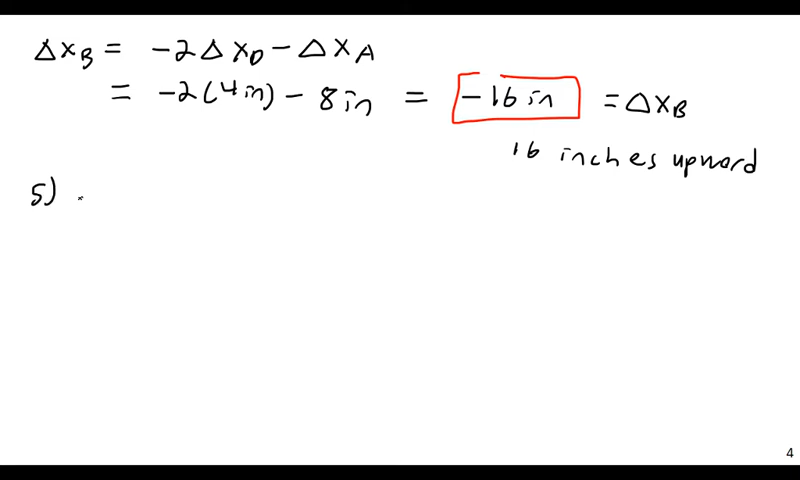 Δx_B = -2Δx_D - Δx_A
= -2(4in) - 8in = -16in = Δx_B
16 inches upward
5)
4